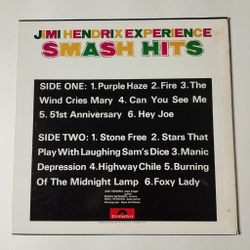 JIMI HENDRIX EXPERIENCE
SMASH HITS
SIDE ONE: 1. Purple Haze 2. Fire 3. The
Wind Cries Mary 4. Can You See Me
5. 51st Anniversary 6. Hey Joe
SIDE TWO: 1. Stone Free 2. Stars That
Play With Laughing Sam's Dice 3. Manic
Depression 4. Highway Chile 5. Burning
Of The Midnight Lamp 6. Foxy Lady
Polydor